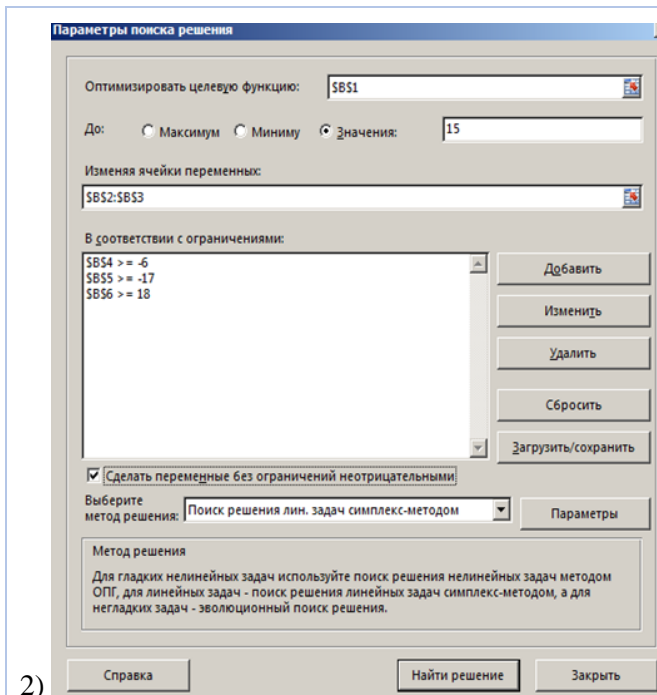 Параметры поиска решения
Оптимизировать целевую функцию: $B$1
До: Максимум Миниму Значения: 15
Изменяя ячейки переменных:
$B$2:$B$3
В соответствии с ограничениями:
$B$4 >= -6
$B$5 >= -17
$B$6 >= 18
Добавить
Изменить
Удалить
Сбросить
Загрузить/сохранить
Сделать переменные без ограничений неотрицательными
Выберите
метод решения: Поиск решения лин. задач симплекс-методом Параметры
Метод решения
Для гладких нелинейных задач используйте поиск решения нелинейных задач методом
ОПГ, для линейных задач - поиск решения линейных задач симплекс-методом, а для
негладких задач - эволюционный поиск решения.
2) Справка Найти решение Закрыть